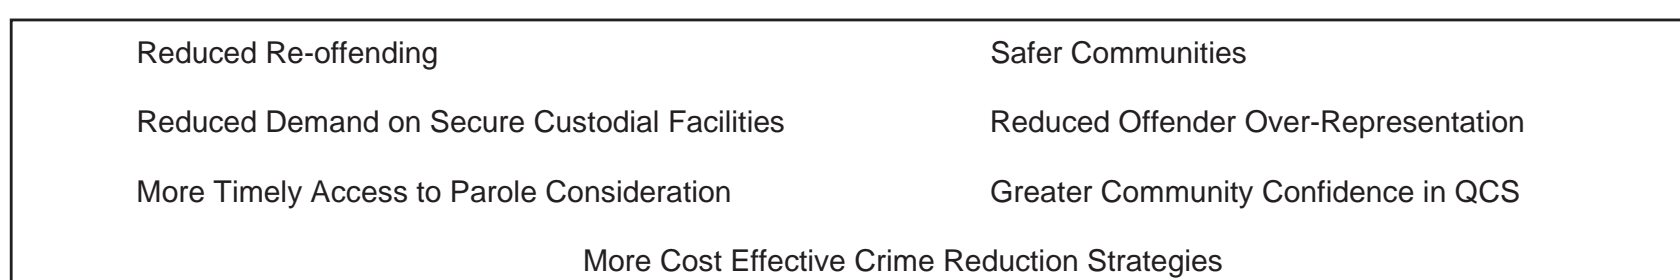 Reduced Re-offending
Safer Communities
Reduced Demand on Secure Custodial Facilities
Reduced Offender Over-Representation
More Timely Access to Parole Consideration
Greater Community Confidence in QCS
More Cost Effective Crime Reduction Strategies